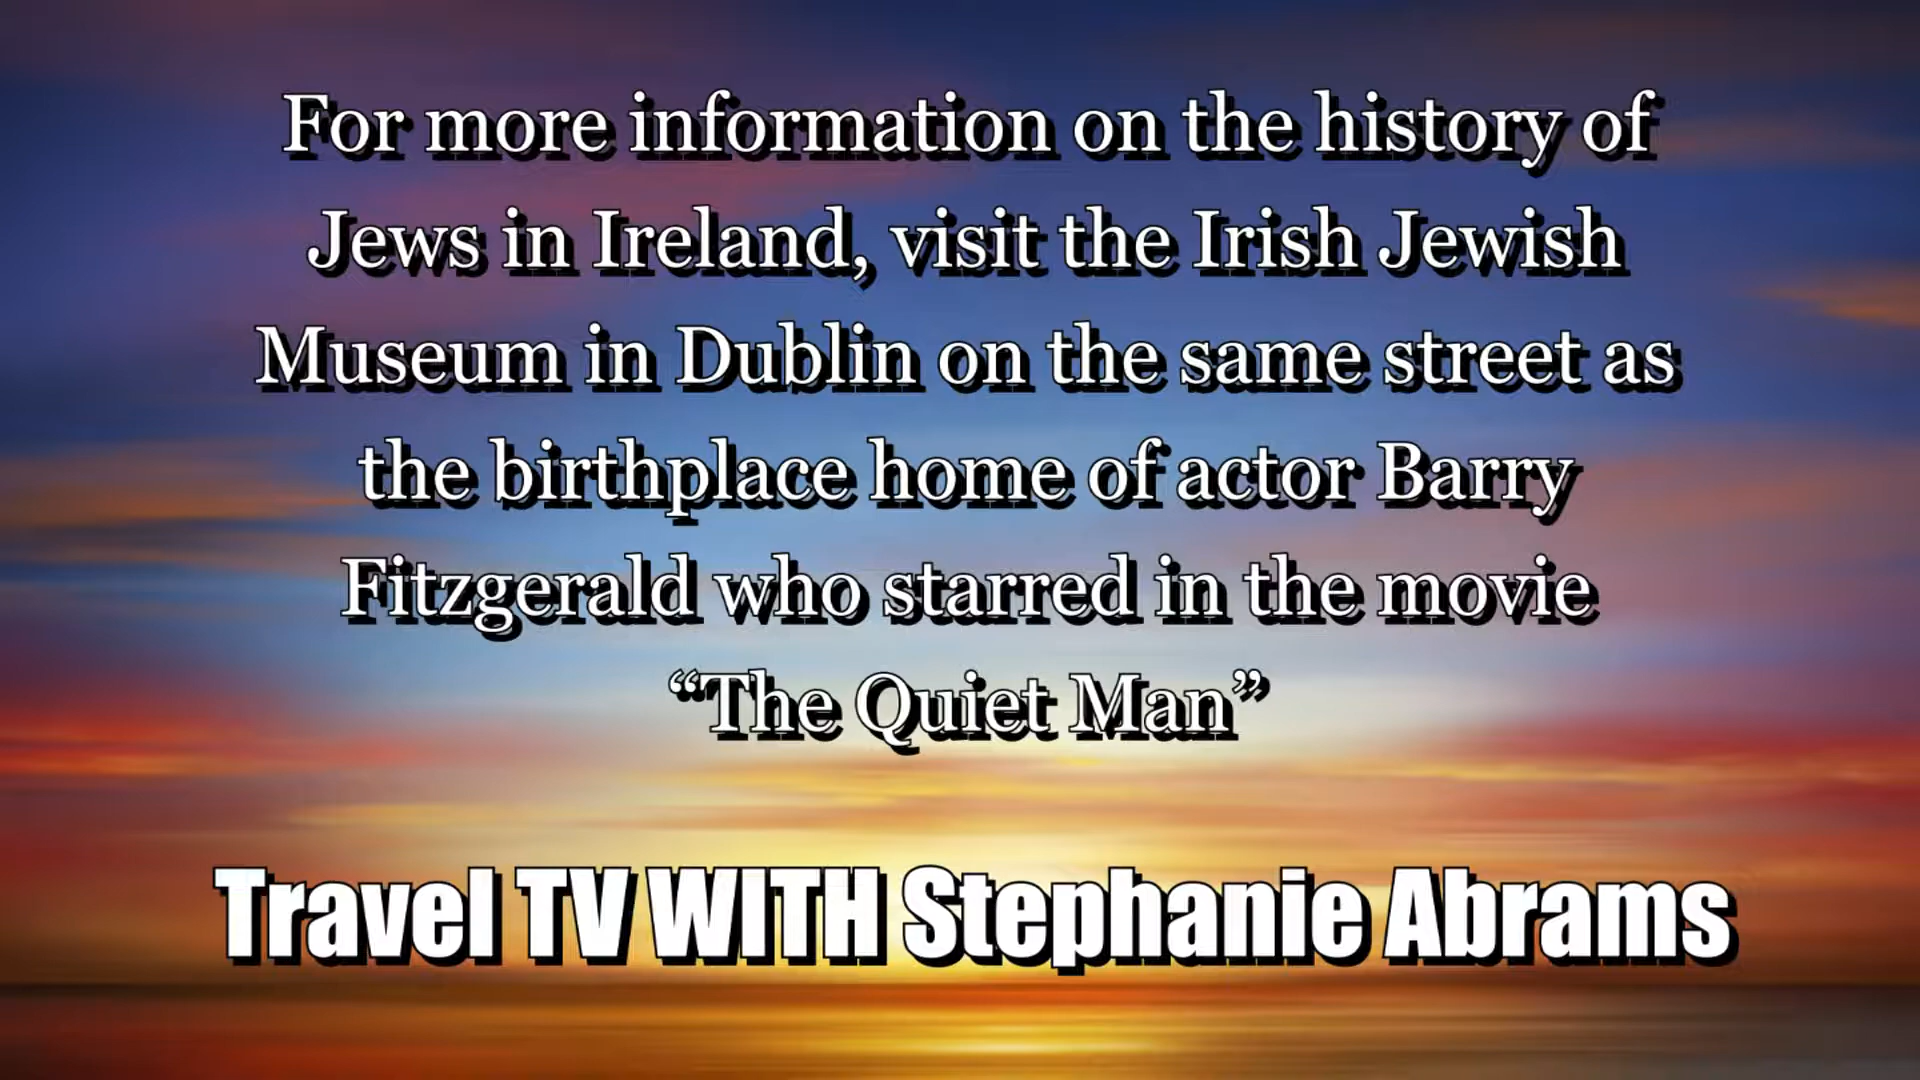 For more information on the history of
Jews in Ireland, visit the Irish Jewish
Museum in Dublin on the same street as
the birthplace home of actor Barry
Fitzgerald who starred in the movie
“The Quiet Man”
Travel TV WITH Stephanie Abrams